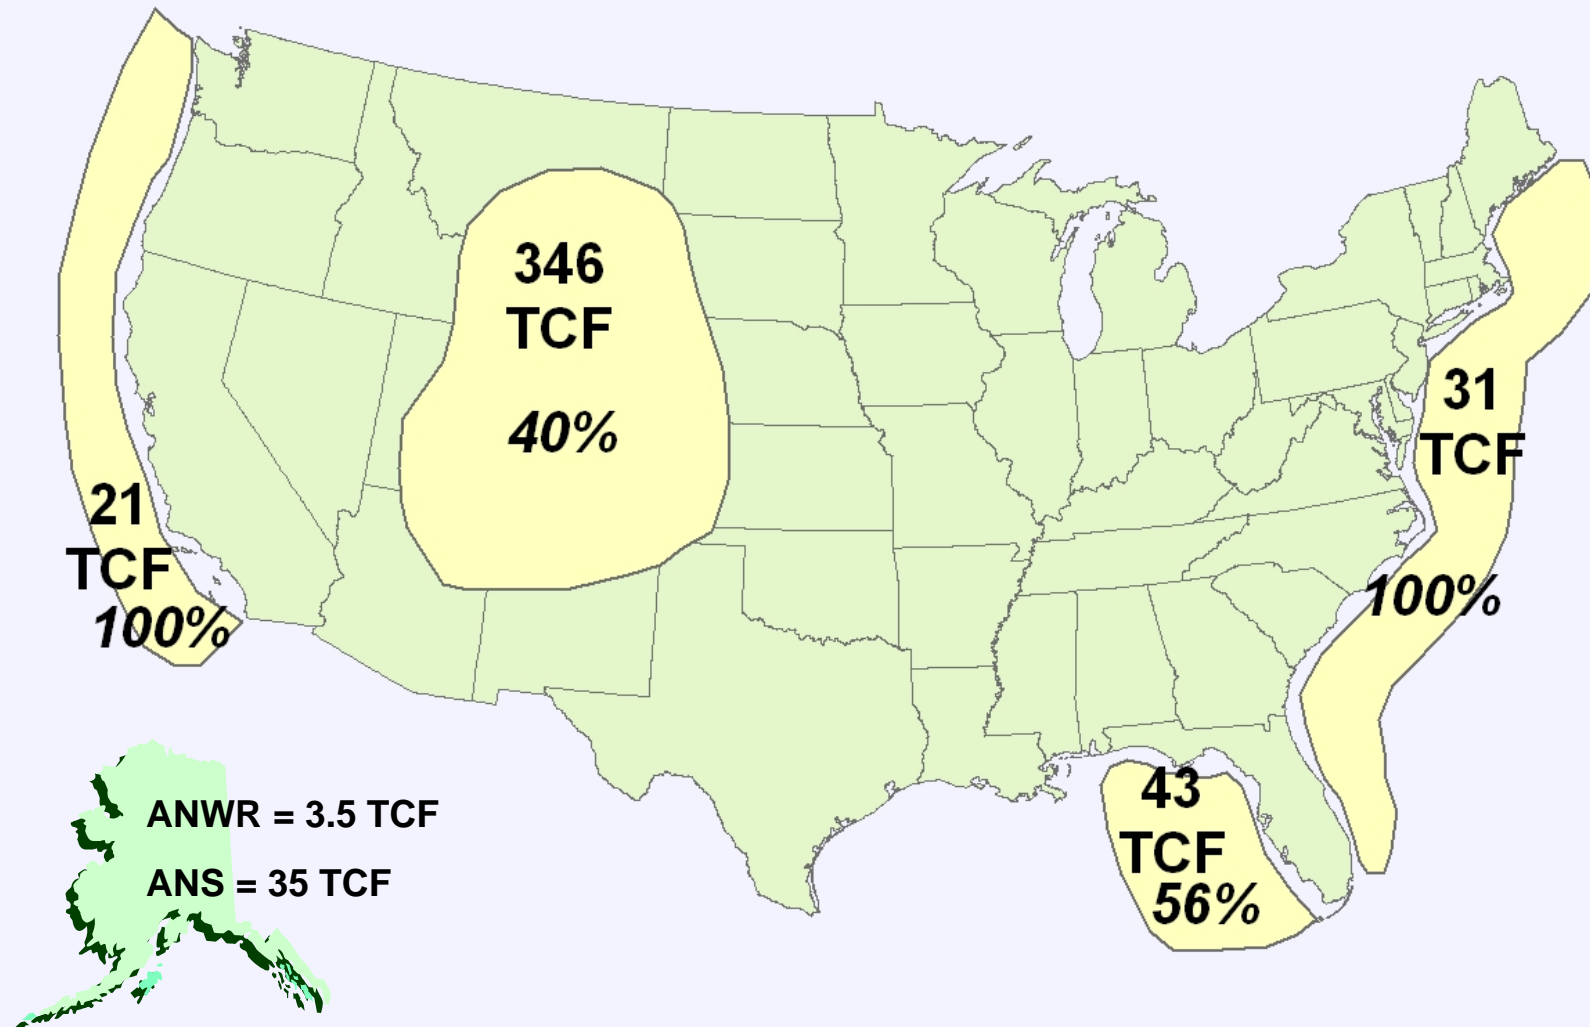 346
TCF
40%
31
TCF
100%
21
TCF
100%
43
TCF
56%
ANWR = 3.5 TCF
ANS = 35 TCF